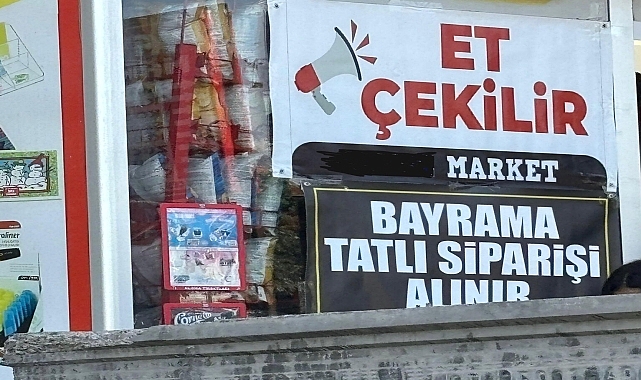 ET
ÇEKİLİR
MARKET
BAYRAMA
TATLI SİPARİŞİ
ALINIR